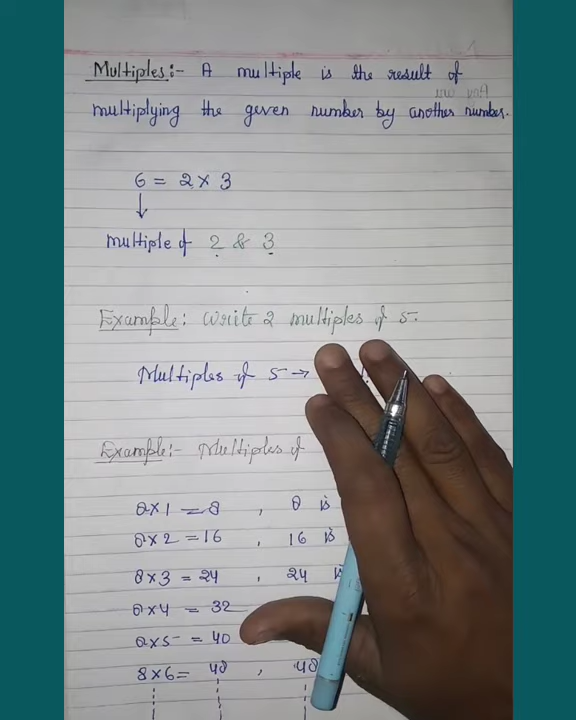 Multiples:- A multiple is the result of
multiplying the geven number by another number.
6 = 2 × 3
↓
multiple of 2 & 3
Example: Write 2 multiples of 5.
Multiples of 5 →
Example:- Multiples of
8×1 = 8 , 8 is
8×2 = 16 , 16 is
8×3 = 24 , 24 is
8×4 = 32
8×5 = 40
8×6 = 48 , 48